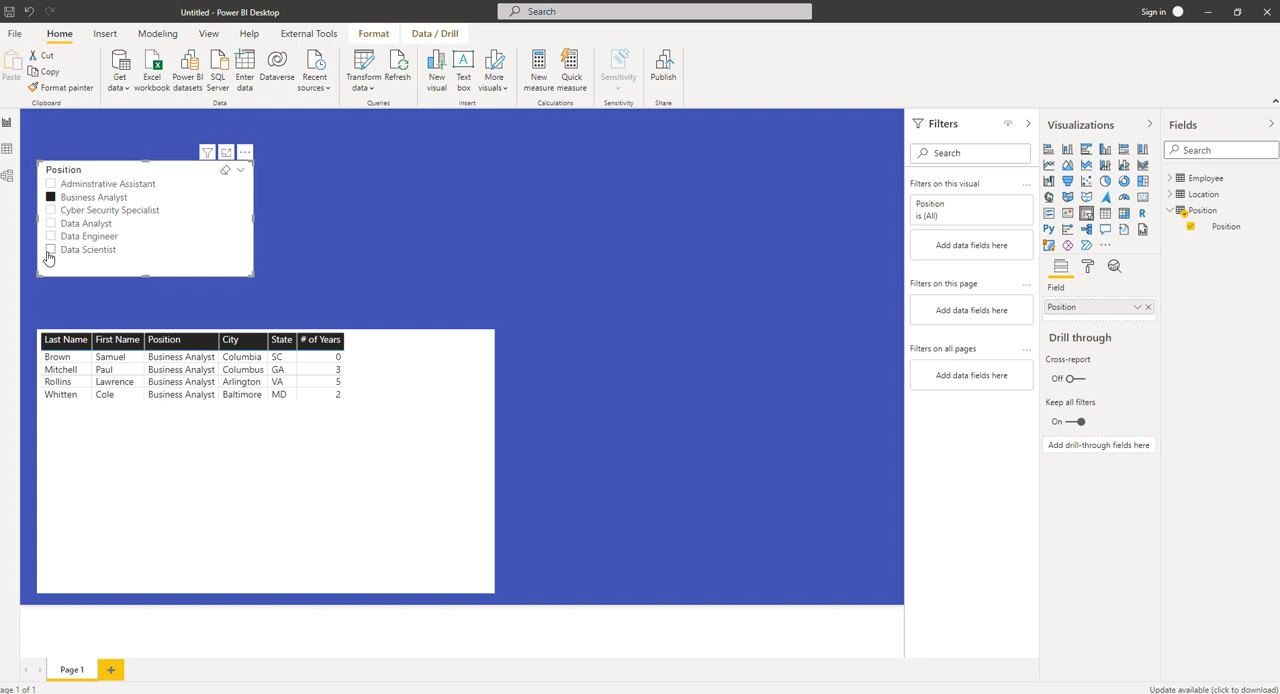 Untitled - Power BI Desktop
Search
Sign in
File Home Insert Modeling View Help External Tools Format Data / Drill
Paste
Cut
Copy
Format painter
Clipboard
Get data
Excel workbook
Power BI datasets
SQL Server
Enter data
Dataverse
Recent sources
Data
Transform data
Refresh
Queries
New visual
A
Text box
More visuals
Insert
New measure
Quick measure
Calculations
Sensitivity
Sensitivity
Publish
Share
Position
Adminstrative Assistant
Business Analyst
Cyber Security Specialist
Data Analyst
Data Engineer
Data Scientist
Last Name First Name Position City State # of Years
Brown Samuel Business Analyst Columbia SC 0
Mitchell Paul Business Analyst Columbus GA 3
Rollins Lawrence Business Analyst Arlington VA 5
Whitten Cole Business Analyst Baltimore MD 2
Filters
Search
Filters on this visual
Position
is (All)
Add data fields here
Filters on this page
Add data fields here
Filters on all pages
Add data fields here
Visualizations
R
Py
Field
Position
Drill through
Cross-report
Off
Keep all filters
On
Add drill-through fields here
Fields
Search
Employee
Location
Position
Position
Page 1
age 1 of 1
Update available (click to download)